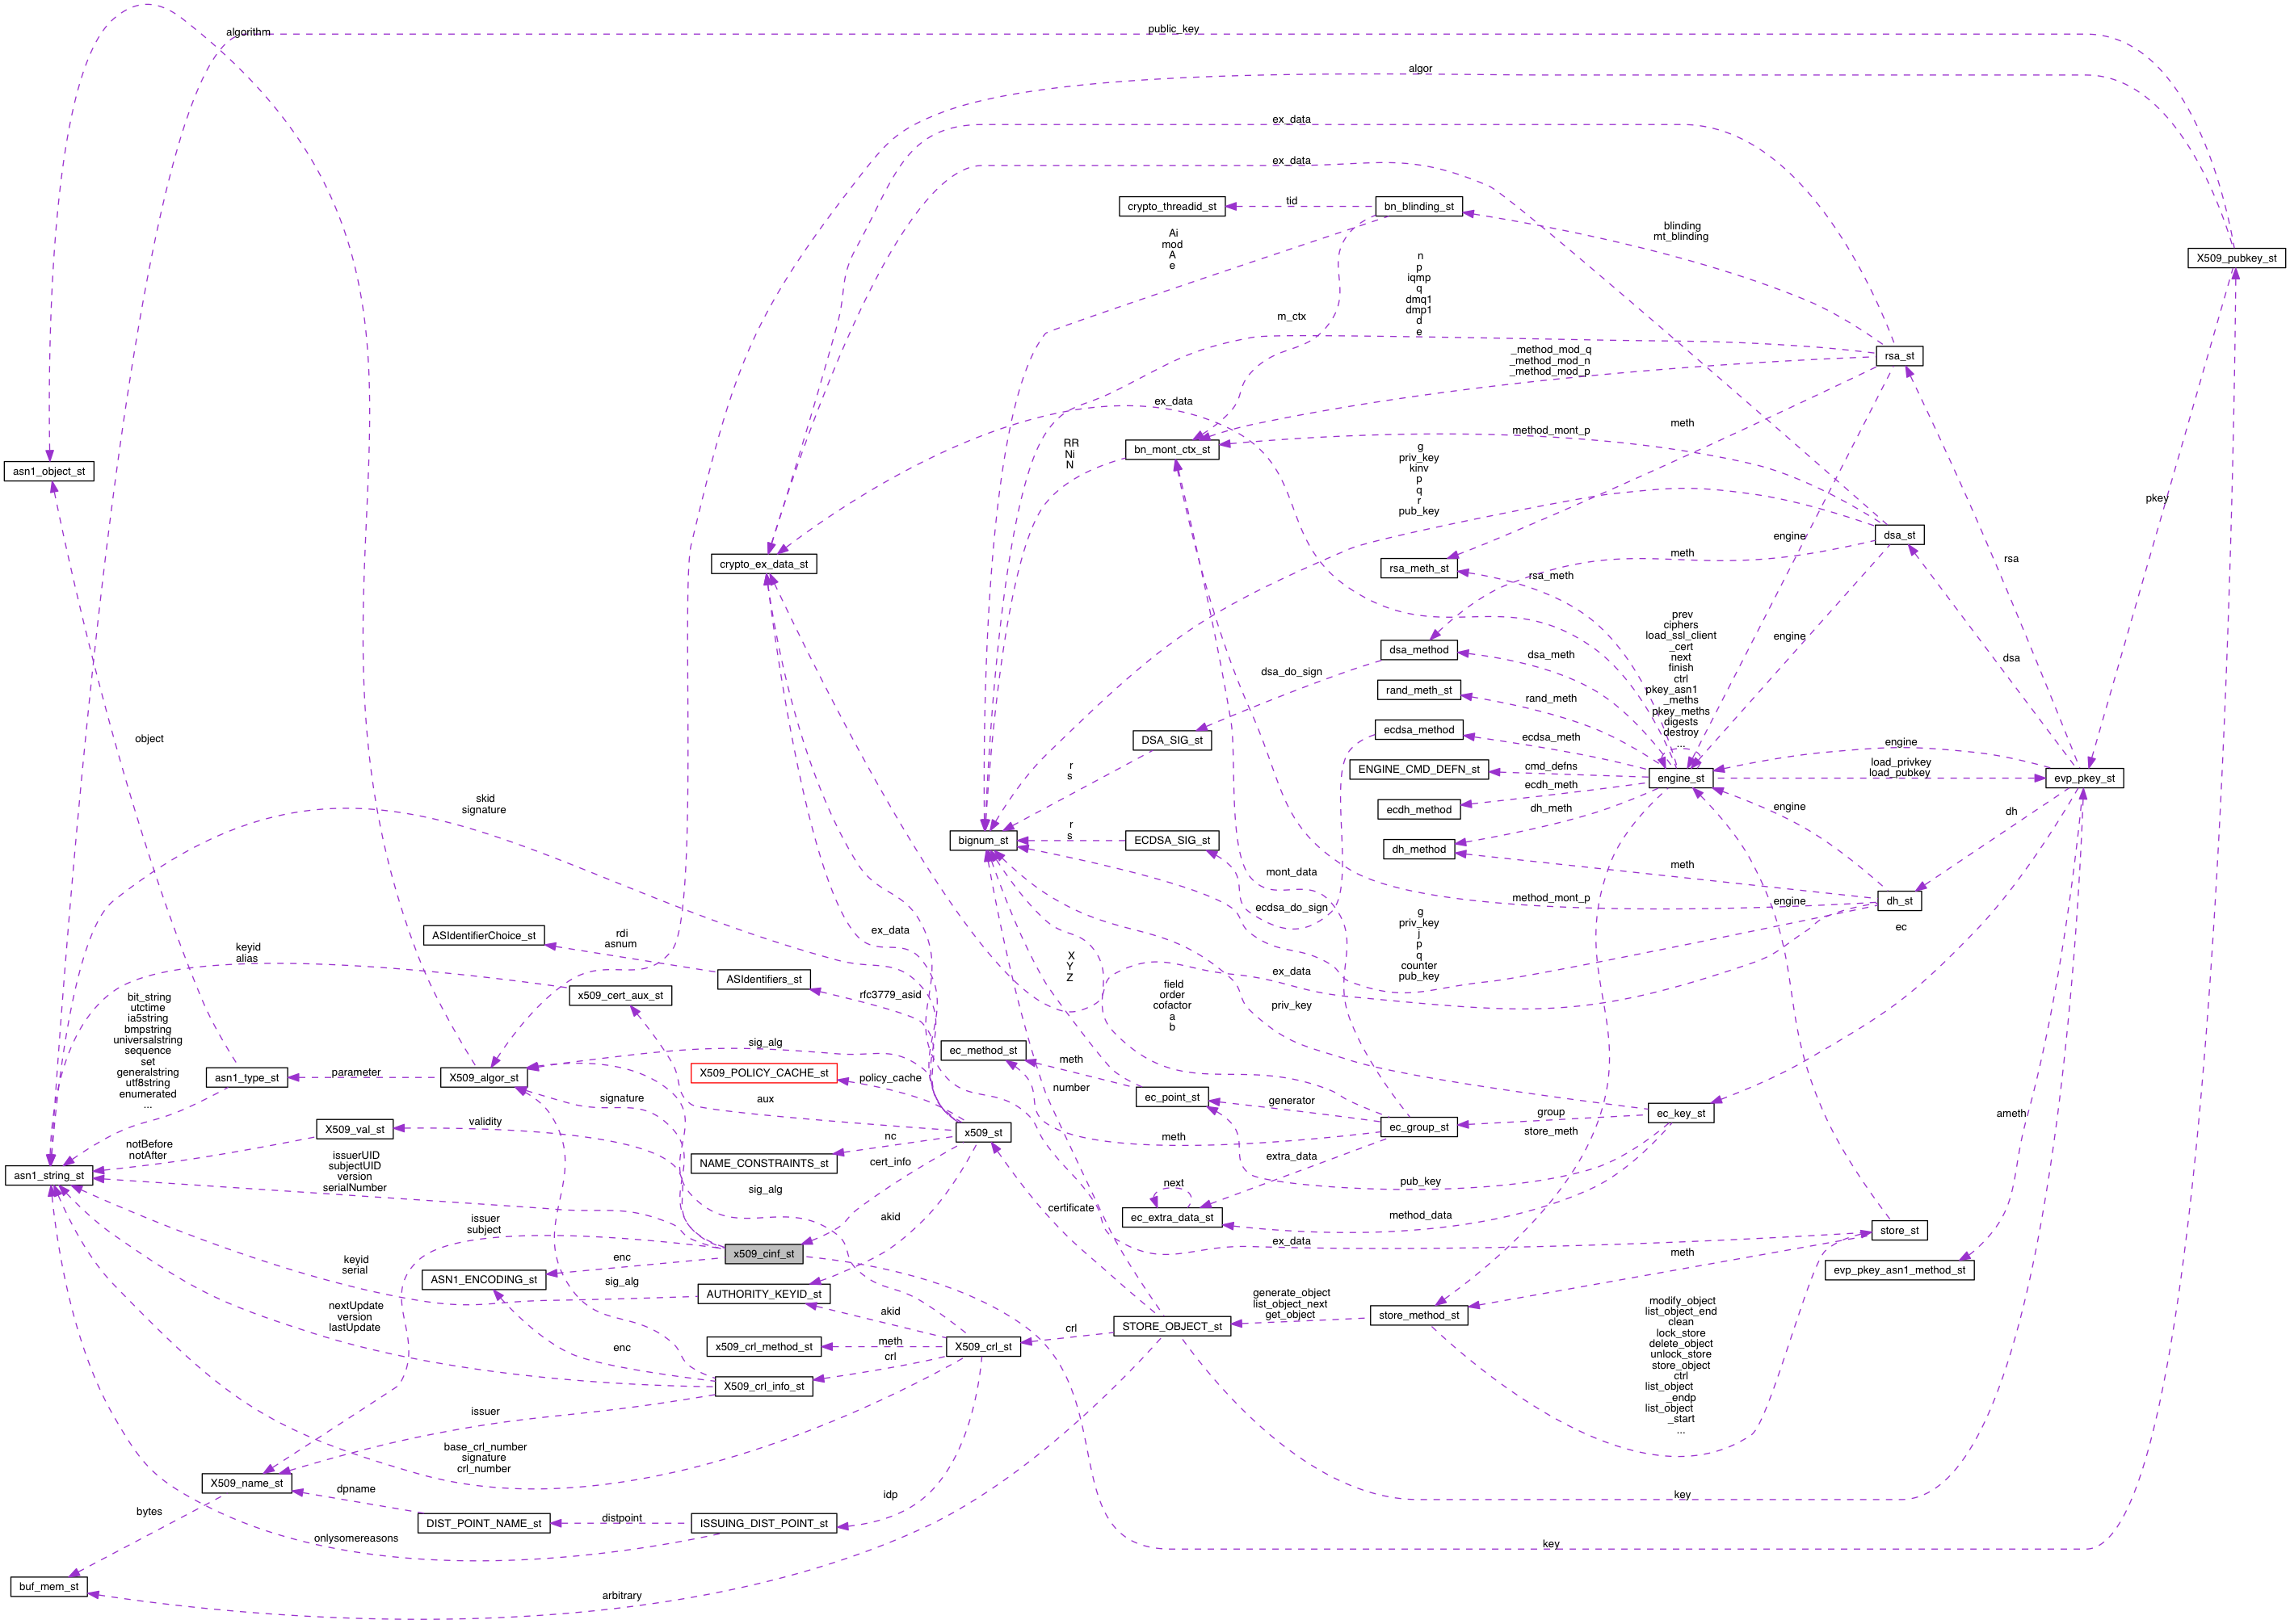 algorithm
public_key
algor
ex_data
ex_data
crypto_threadid_st
tid
bn_blinding_st
blinding
mt_blinding
Ai
mod
A
e
X509_pubkey_st
n
p
iqmp
q
dmq1
dmp1
d
e
m_ctx
_method_mod_q
_method_mod_n
_method_mod_p
rsa_st
ex_data
meth
method_mont_p
RR
Ni
N
bn_mont_ctx_st
asn1_object_st
g
priv_key
kinv
p
q
r
pub_key
pkey
dsa_st
engine
crypto_ex_data_st
meth
rsa_meth_st
rsa_meth
rsa
prev
ciphers
load_ssl_client
_cert
next
finish
ctrl
pkey_asn1
_meths
pkey_meths
digests
destroy
...
engine
dsa_method
dsa_meth
dsa
dsa_do_sign
rand_meth_st
rand_meth
ecdsa_method
ecdsa_meth
DSA_SIG_st
object
engine
r
s
ENGINE_CMD_DEFN_st
cmd_defns
engine_st
load_privkey
load_pubkey
evp_pkey_st
ecdh_meth
skid
signature
ecdh_method
dh_meth
engine
dh
r
s
bignum_st
ECDSA_SIG_st
dh_method
meth
mont_data
method_mont_p
engine
dh_st
ecdsa_do_sign
g
priv_key
j
p
q
counter
pub_key
ec
ASIdentifierChoice_st
rdi
asnum
ex_data
keyid
alias
X
Y
Z
ex_data
ASIdentifiers_st
x509_cert_aux_st
rfc3779_asid
bit_string
utctime
ia5string
bmpstring
universalstring
sequence
set
generalstring
utf8string
enumerated
...
field
order
cofactor
a
b
priv_key
sig_alg
ec_method_st
meth
asn1_type_st
parameter
X509_algor_st
X509_POLICY_CACHE_st
policy_cache
number
ec_point_st
generator
signature
aux
group
ec_key_st
ameth
validity
X509_val_st
x509_st
meth
ec_group_st
store_meth
notBefore
notAfter
nc
NAME_CONSTRAINTS_st
cert_info
extra_data
asn1_string_st
issuerUID
subjectUID
version
serialNumber
sig_alg
next
pub_key
certificate
ec_extra_data_st
method_data
akid
issuer
subject
store_st
ex_data
x509_cinf_st
meth
enc
keyid
serial
ASN1_ENCODING_st
sig_alg
AUTHORITY_KEYID_st
evp_pkey_asn1_method_st
generate_object
list_object_next
get_object
modify_object
list_object_end
clean
lock_store
delete_object
unlock_store
store_object
ctrl
list_object
_endp
list_object
_start
...
nextUpdate
version
lastUpdate
akid
store_method_st
STORE_OBJECT_st
crl
meth
x509_crl_method_st
X509_crl_st
enc
crl
X509_crl_info_st
issuer
base_crl_number
signature
crl_number
X509_name_st
dpname
idp
key
bytes
DIST_POINT_NAME_st
distpoint
ISSUING_DIST_POINT_st
onlysomereasons
key
buf_mem_st
arbitrary